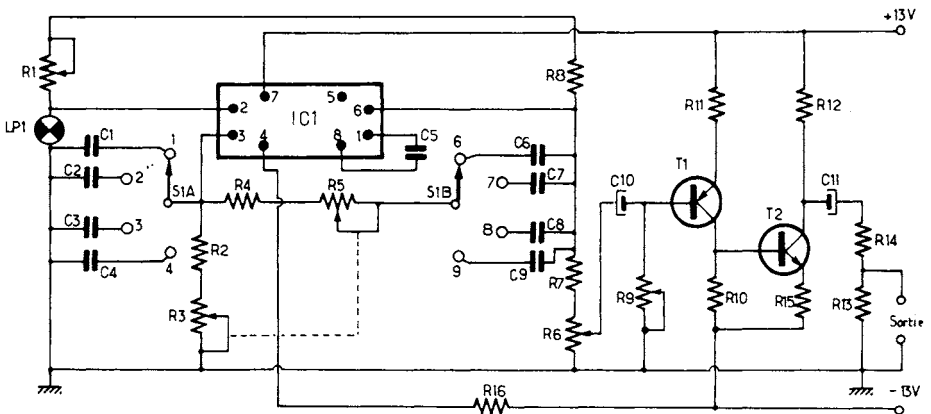 +13V
R1
R8
7
5
2
6
IC1
R11
R12
LP1
3
4
8
1
C5
C1
1
6
C6
T1
C2
2
7
C7
C10
C11
S1A
R4
R5
S1B
T2
C3
3
8
C8
R14
C4
4
9
C9
R2
R7
R3
R6
R9
R10
R15
R13
Sortie
R16
-13V